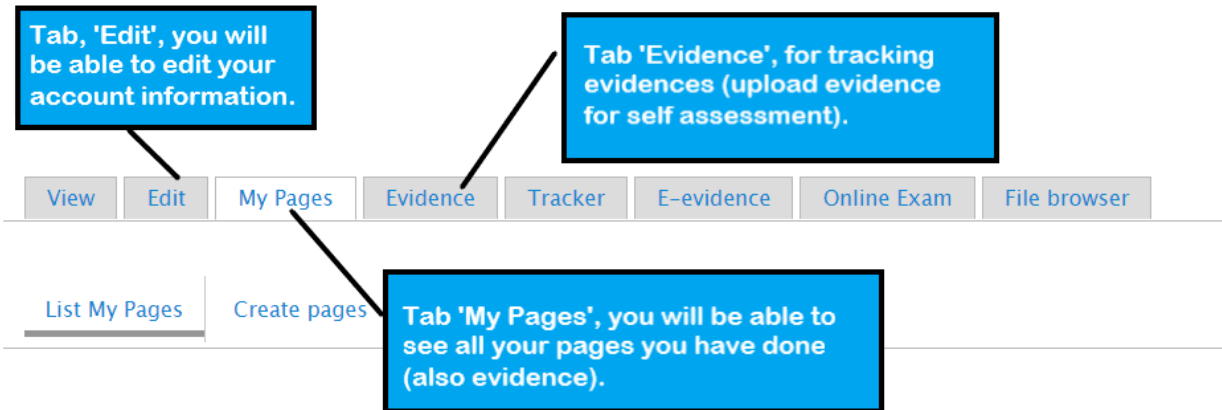 Tab, 'Edit', you will
be able to edit your
account information.
Tab 'Evidence', for tracking
evidences (upload evidence
for self assessment).
View Edit My Pages Evidence Tracker E-evidence Online Exam File browser
List My Pages Create pages
Tab 'My Pages', you will be able to
see all your pages you have done
(also evidence).